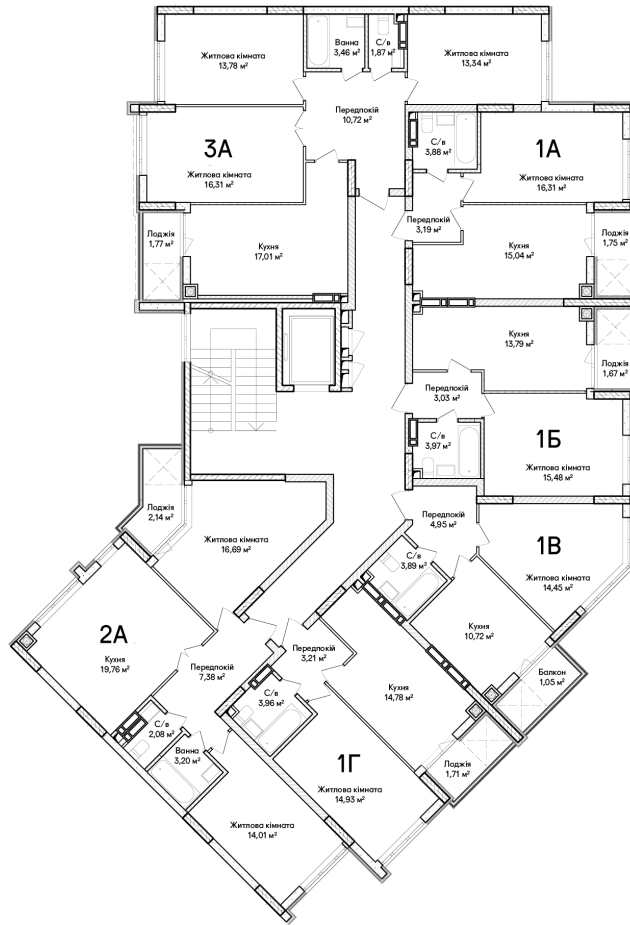 Житлова кімната
13,78 м²
Ванна
3,46 м²
С/в
1,87 м²
Житлова кімната
13,34 м²
Передпокій
10,72 м²
3А
Житлова кімната
16,31 м²
С/в
3,88 м²
1А
Житлова кімната
16,31 м²
Лоджія
1,77 м²
Кухня
17,01 м²
Передпокій
3,19 м²
Кухня
15,04 м²
Лоджія
1,75 м²
Кухня
13,79 м²
Лоджія
1,67 м²
Передпокій
3,03 м²
С/в
3,97 м²
1Б
Житлова кімната
15,48 м²
Лоджія
2,14 м²
Житлова кімната
16,69 м²
Передпокій
4,95 м²
1В
Житлова кімната
14,45 м²
С/в
3,89 м²
Кухня
10,72 м²
2А
Кухня
19,76 м²
Передпокій
7,38 м²
Передпокій
3,21 м²
Балкон
1,05 м²
С/в
3,96 м²
Кухня
14,78 м²
С/в
2,08 м²
Ванна
3,20 м²
Лоджія
1,71 м²
1Г
Житлова кімната
14,93 м²
Житлова кімната
14,01 м²